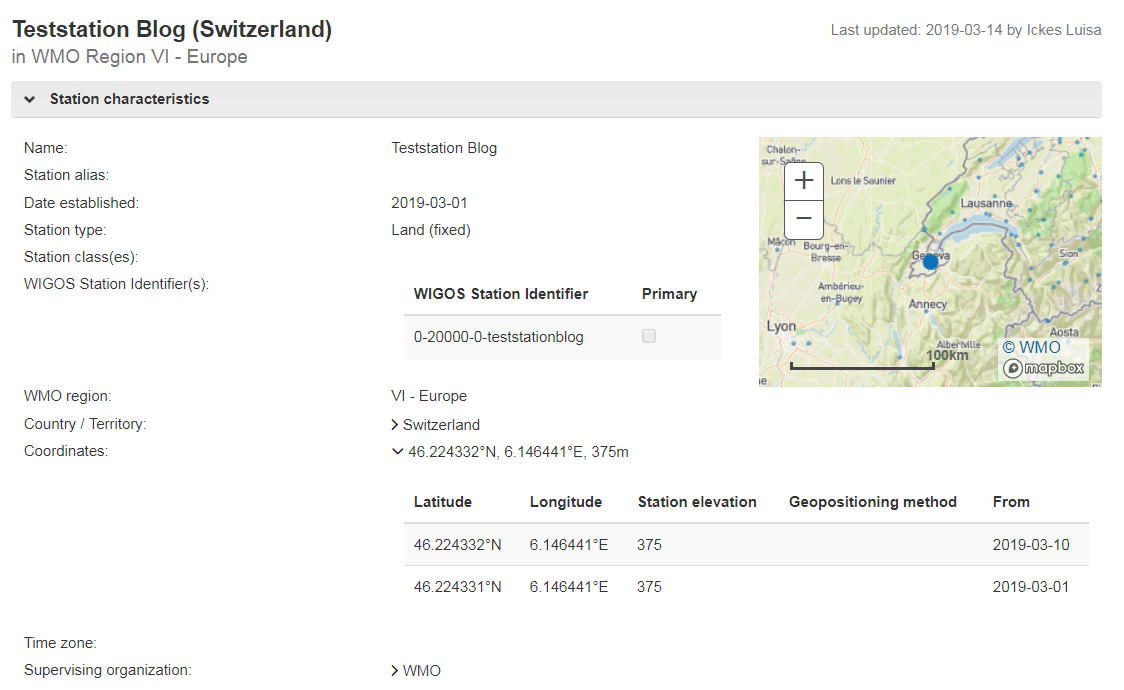 Teststation Blog (Switzerland)
Last updated: 2019-03-14 by Ickes Luisa
in WMO Region VI - Europe
Station characteristics
Name: Teststation Blog
Station alias:
Date established: 2019-03-01
Station type: Land (fixed)
Station class(es):
WIGOS Station Identifier(s):
WIGOS Station Identifier Primary
0-20000-0-teststationblog
WMO region: VI - Europe
Country / Territory: Switzerland
Coordinates: 46.224332°N, 6.146441°E, 375m
Latitude Longitude Station elevation Geopositioning method From
46.224332°N 6.146441°E 375 2019-03-10
46.224331°N 6.146441°E 375 2019-03-01
Time zone:
Supervising organization: WMO
Chalon-
sur-Saône
+
Lons le Saunier
−
Lausanne
Mâcon
Bourg-en-
Bresse
Geneva
Sion
Ambérieu-
en-Bugey
Annecy
Lyon
Aosta
Albertville
100km
© WMO
mapbox